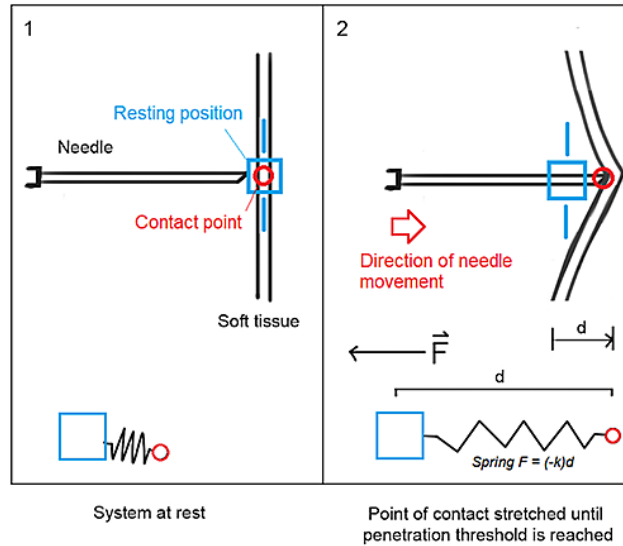 1
Resting position
Needle
Contact point
Soft tissue
System at rest
2
Direction of needle
movement
d
F
d
Spring F = (-k)d
Point of contact stretched until
penetration threshold is reached